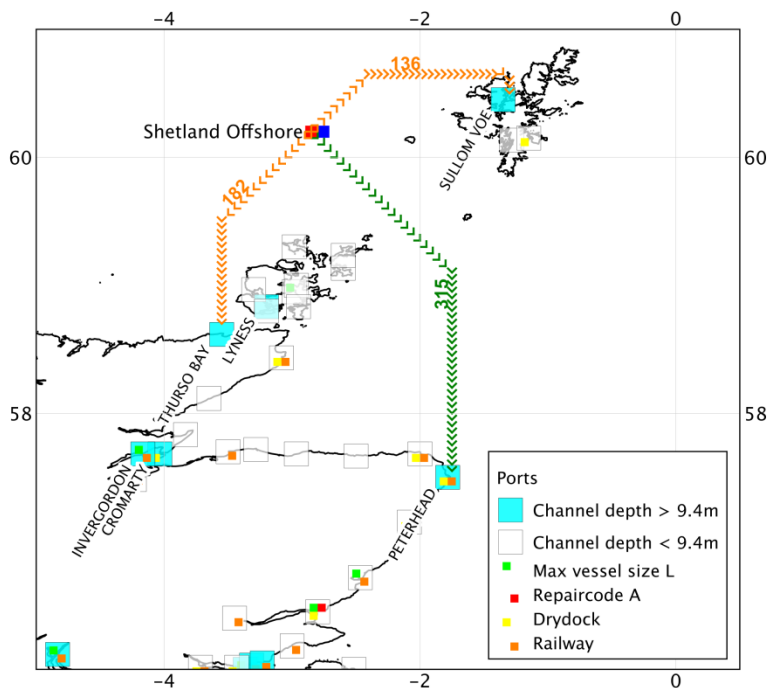 -4
-2
0
136
Shetland Offshore
SULLOM VOE
60
60
182
315
LYNESS
THURSO BAY
58
58
INVERGORDON
CROMARTY
PETERHEAD
Ports
Channel depth > 9.4m
Channel depth < 9.4m
Max vessel size L
Repaircode A
Drydock
Railway
-4
-2
0